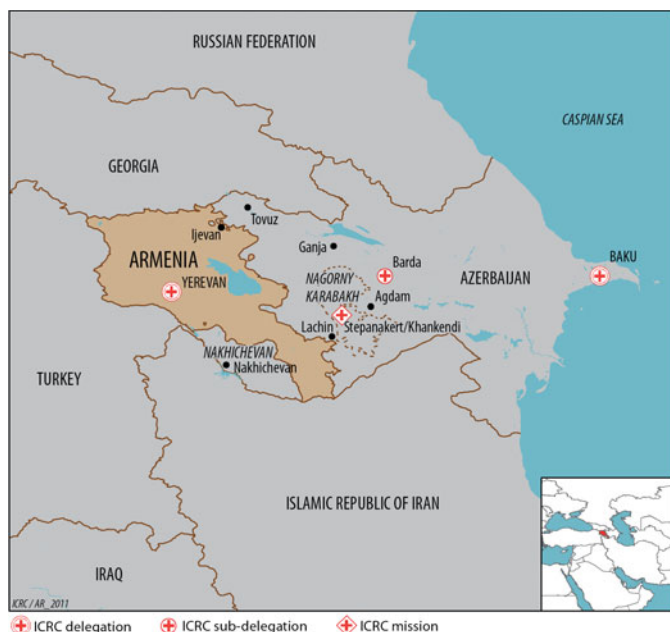 RUSSIAN FEDERATION
CASPIAN SEA
GEORGIA
Tovuz
Ijevan
Ganja
ARMENIA
Barda
BAKU
NAGORNY
KARABAKH
AZERBAIJAN
YEREVAN
Agdam
Lachin
Stepanakert/Khankendi
NAKHICHEVAN
Nakhichevan
TURKEY
ISLAMIC REPUBLIC OF IRAN
IRAQ
ICRC / AR_2011
ICRC delegation
ICRC sub-delegation
ICRC mission